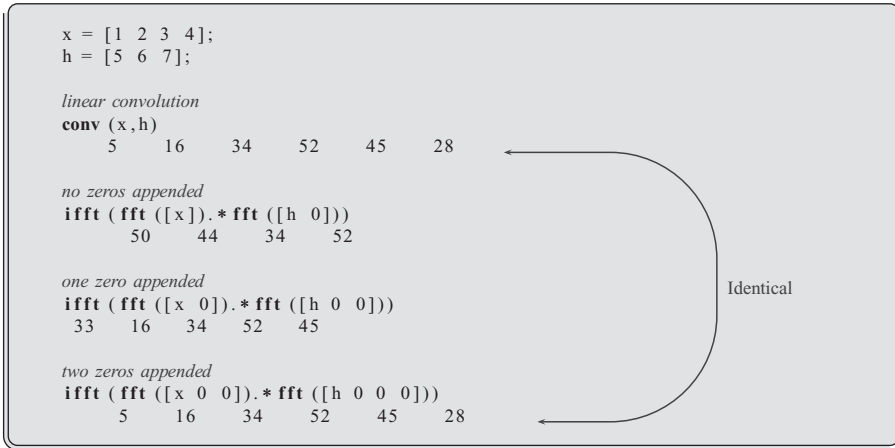 x = [1 2 3 4];
h = [5 6 7];
linear convolution
conv (x,h)
5 16 34 52 45 28
no zeros appended
ifft (fft ([x]).*fft ([h 0]))
50 44 34 52
one zero appended
ifft (fft ([x 0]).*fft ([h 0 0]))
33 16 34 52 45
Identical
two zeros appended
ifft (fft ([x 0 0]).*fft ([h 0 0 0]))
5 16 34 52 45 28